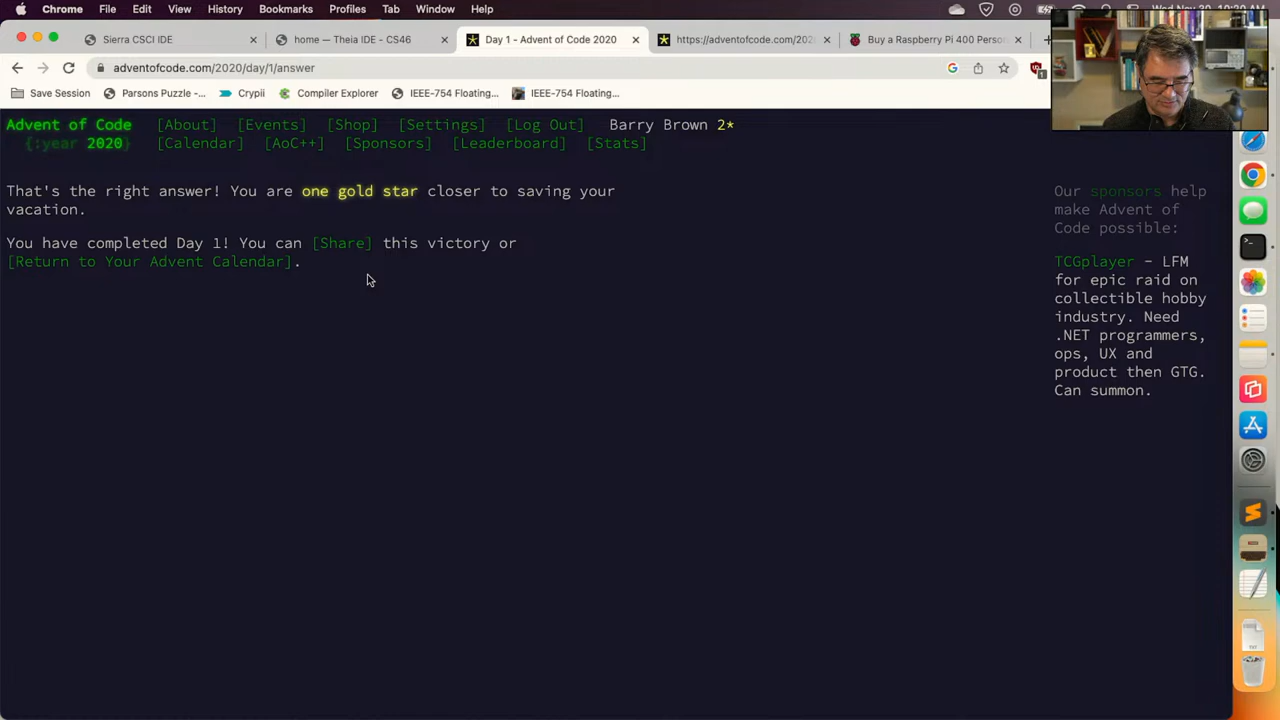 Chrome File Edit View History Bookmarks Profiles Tab Window Help
Sierra CSCI IDE
home — Theia IDE - CS46
Day 1 - Advent of Code 2020
https://adventofcode.com/202
Buy a Raspberry Pi 400 Perso
adventofcode.com/2020/day/1/answer
Save Session
Parsons Puzzle -...
Crypii
Compiler Explorer
IEEE-754 Floating...
IEEE-754 Floating...
Advent of Code [About] [Events] [Shop] [Settings] [Log Out] Barry Brown 2*
{:year 2020} [Calendar] [AoC++] [Sponsors] [Leaderboard] [Stats]
That's the right answer! You are one gold star closer to saving your
vacation.
You have completed Day 1! You can [Share] this victory or
[Return to Your Advent Calendar].
Our sponsors help
make Advent of
Code possible:
TCGplayer - LFM
for epic raid on
collectible hobby
industry. Need
.NET programmers,
ops, UX and
product then GTG.
Can summon.